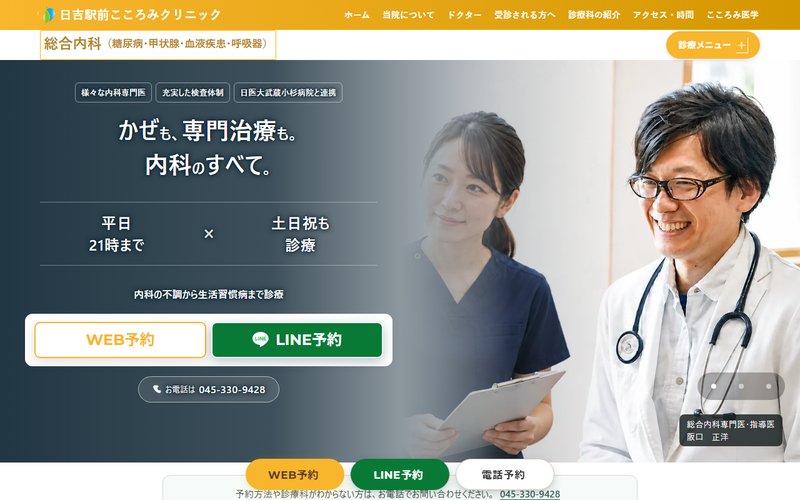 日吉駅前こころみクリニック
ホーム 当院について ドクター 受診される方へ 診療科の紹介 アクセス・時間 こころみ医学
総合内科（糖尿病・甲状腺・血液疾患・呼吸器）
診療メニュー
様々な内科専門医 充実した検査体制 日医大武蔵小杉病院と連携
かぜも、専門治療も。
内科のすべて。
平日
21時まで
×
土日祝も
診療
内科の不調から生活習慣病まで診療
WEB予約
LINE LINE予約
お電話は 045-330-9428
総合内科専門医・指導医
阪口 正洋
WEB予約 LINE予約 電話予約
予約方法や診療科がわからない方は、お電話でお問い合わせください。 045-330-9428